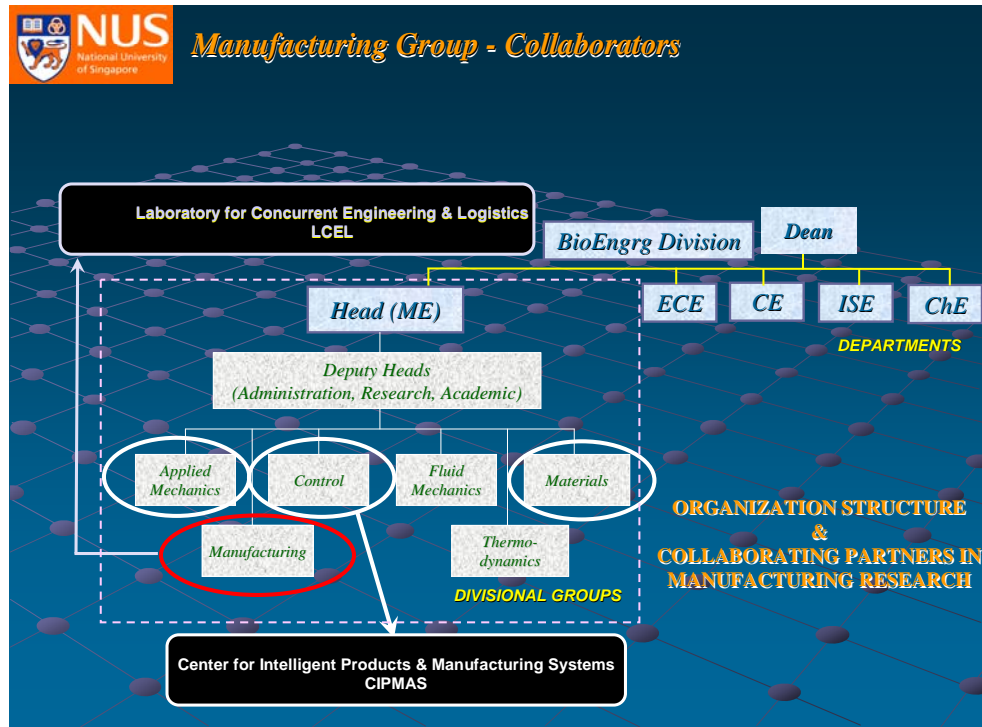 NUS
National University
of Singapore
Manufacturing Group - Collaborators
Laboratory for Concurrent Engineering & Logistics
LCEL
BioEngrg Division
Dean
Head (ME)
ECE
CE
ISE
ChE
DEPARTMENTS
Deputy Heads
(Administration, Research, Academic)
Applied
Mechanics
Control
Fluid
Mechanics
Materials
Manufacturing
Thermo-
dynamics
DIVISIONAL GROUPS
ORGANIZATION STRUCTURE
&
COLLABORATING PARTNERS IN
MANUFACTURING RESEARCH
Center for Intelligent Products & Manufacturing Systems
CIPMAS